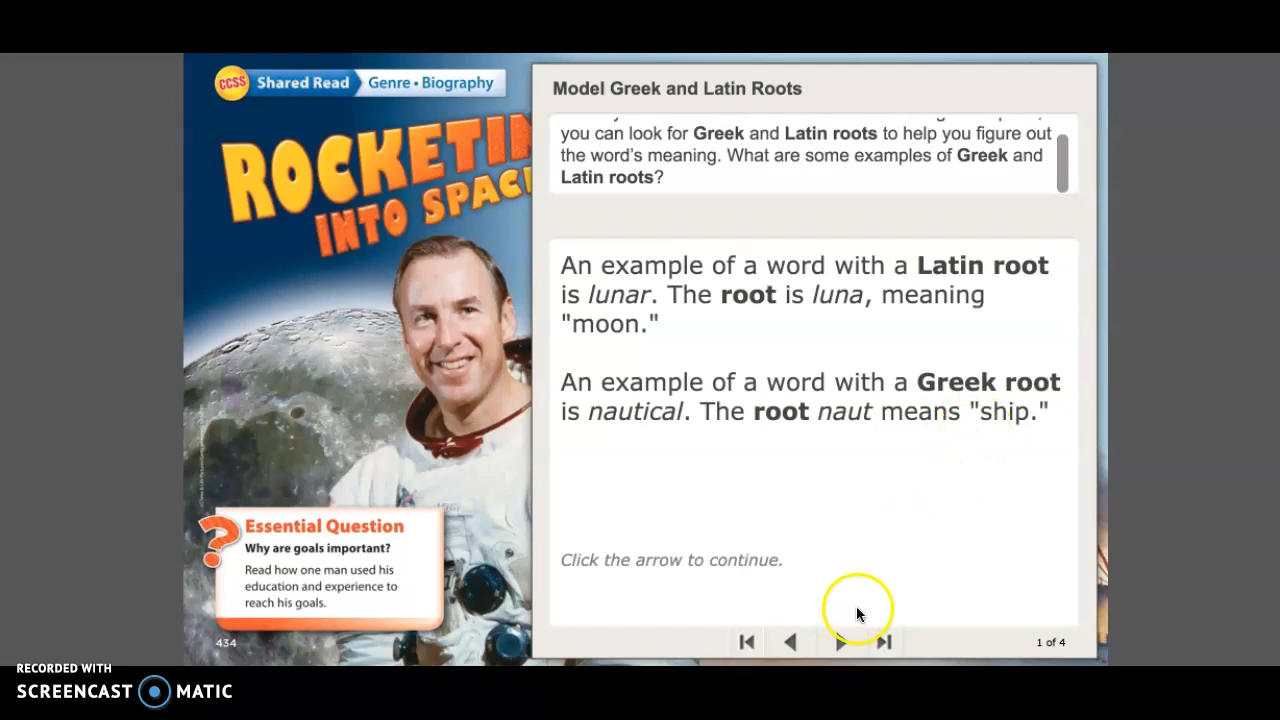 CCSS
Shared Read
Genre • Biography
ROCKETIN
INTO SPAC
Essential Question
Why are goals important?
Read how one man used his
education and experience to
reach his goals.
434
Model Greek and Latin Roots
you can look for Greek and Latin roots to help you figure out
the word's meaning. What are some examples of Greek and
Latin roots?
An example of a word with a Latin root
is lunar. The root is luna, meaning
"moon."
An example of a word with a Greek root
is nautical. The root naut means "ship."
Click the arrow to continue.
1 of 4
RECORDED WITH
SCREENCAST MATIC